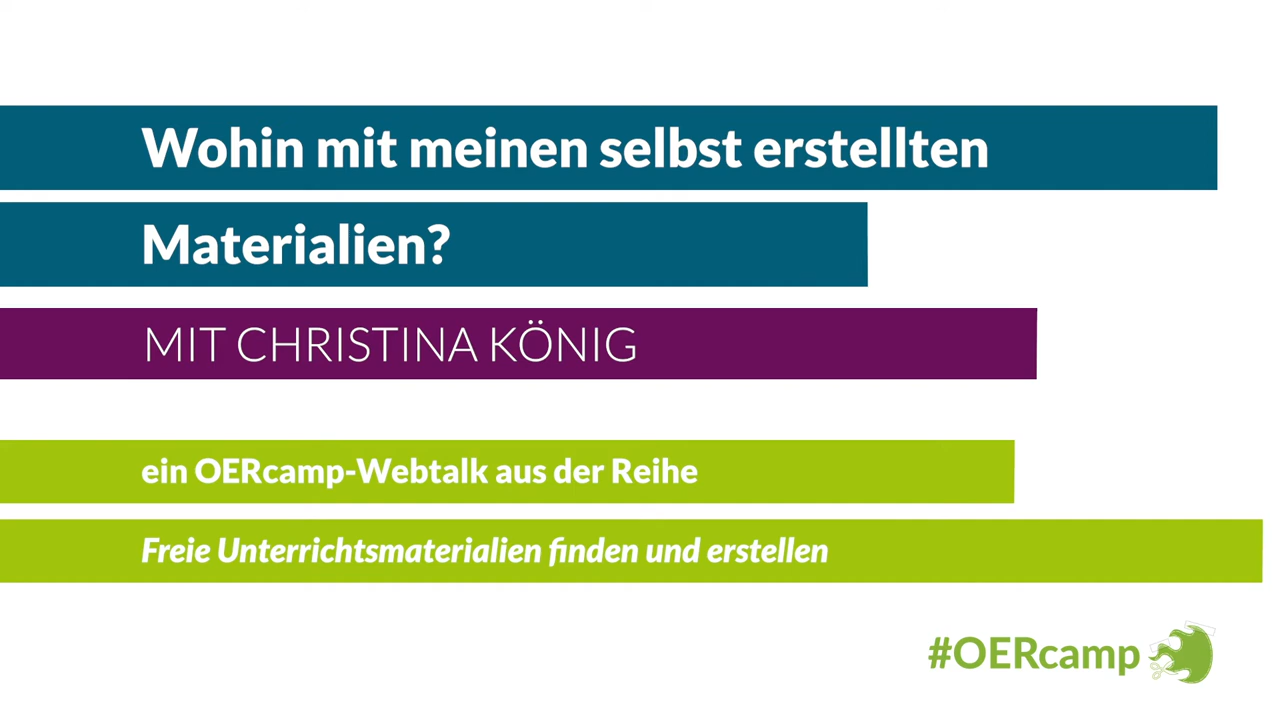 Wohin mit meinen selbst erstellten
Materialien?
MIT CHRISTINA KÖNIG
ein OERcamp-Webtalk aus der Reihe
Freie Unterrichtsmaterialien finden und erstellen
#OERcamp